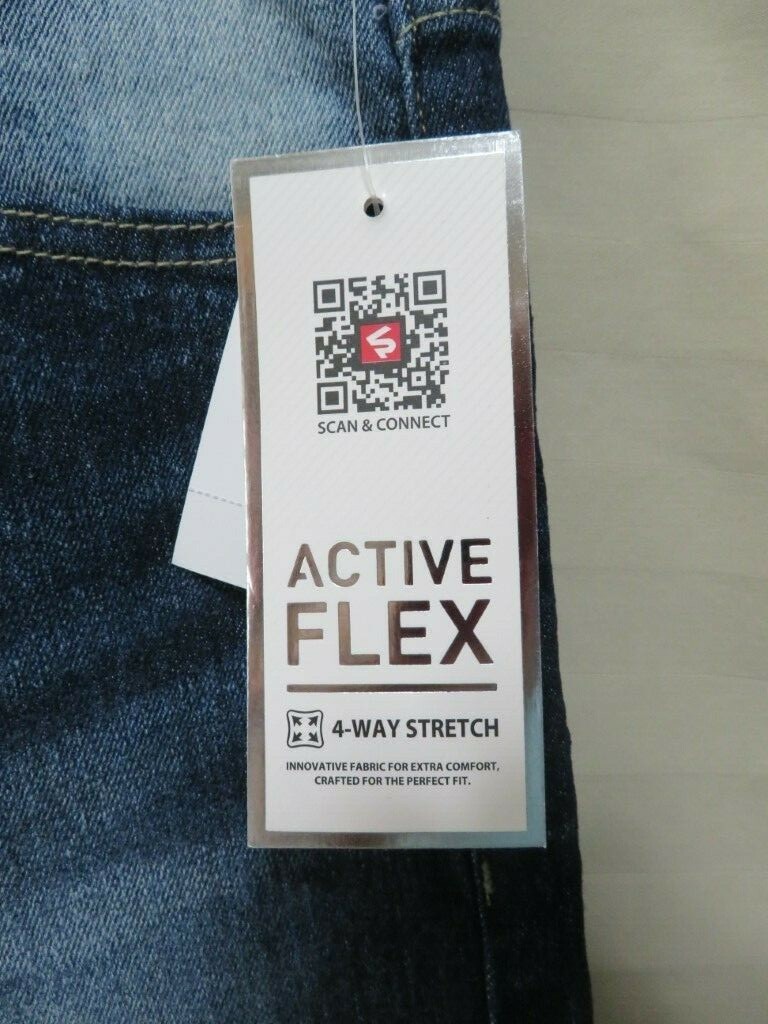 SCAN & CONNECT
ACTIVE
FLEX
4-WAY STRETCH
INNOVATIVE FABRIC FOR EXTRA COMFORT,
CRAFTED FOR THE PERFECT FIT.